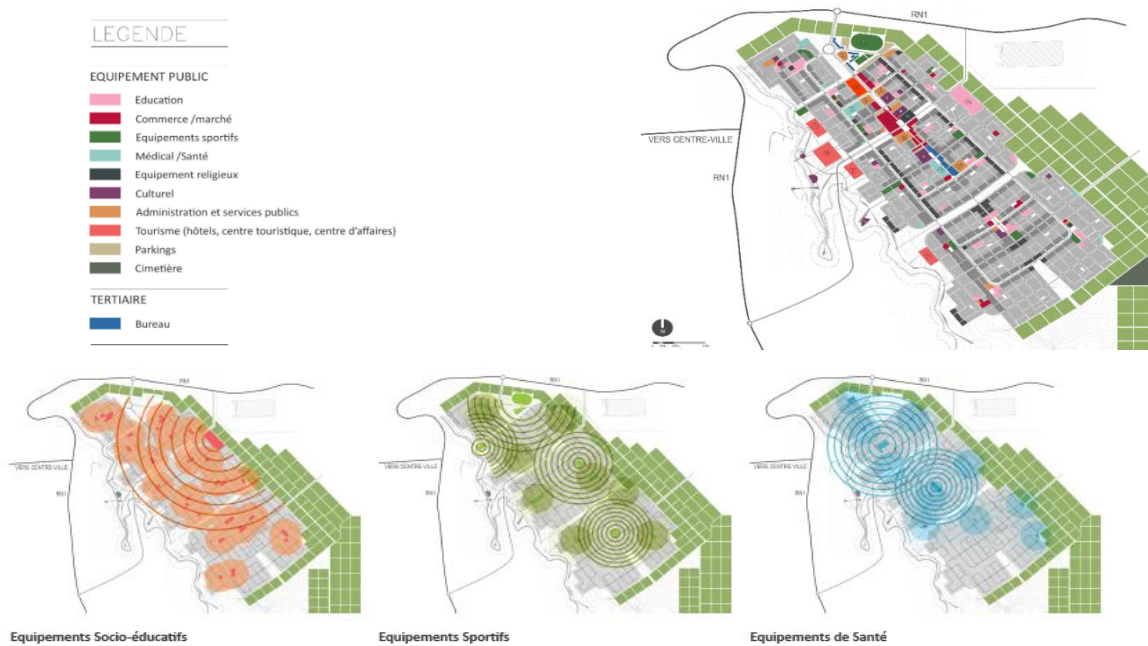 LEGENDE
EQUIPEMENT PUBLIC
Education
Commerce /marché
Equipements sportifs
Médical /Santé
Equipement religieux
Culturel
Administration et services publics
Tourisme (hôtels, centre touristique, centre d'affaires)
Parkings
Cimetière
TERTIAIRE
Bureau
RN1
VERS CENTRE-VILLE
RN1
N
RN1
VERS CENTRE-VILLE
RN1
Equipements Socio-éducatifs
RN1
VERS CENTRE-VILLE
RN1
Equipements Sportifs
RN1
VERS CENTRE-VILLE
RN1
Equipements de Santé